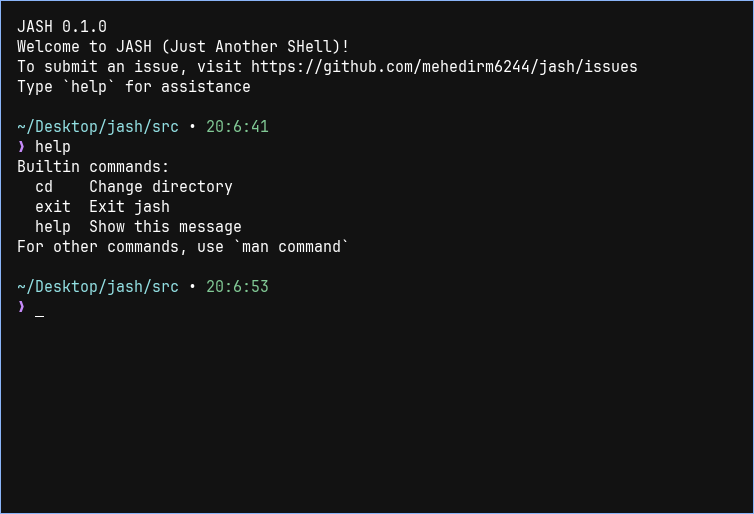 JASH 0.1.0
Welcome to JASH (Just Another SHell)!
To submit an issue, visit https://github.com/mehedirm6244/jash/issues
Type `help` for assistance

~/Desktop/jash/src • 20:6:41
❱ help
Builtin commands:
  cd    Change directory
  exit  Exit jash
  help  Show this message
For other commands, use `man command`

~/Desktop/jash/src • 20:6:53
❱ _